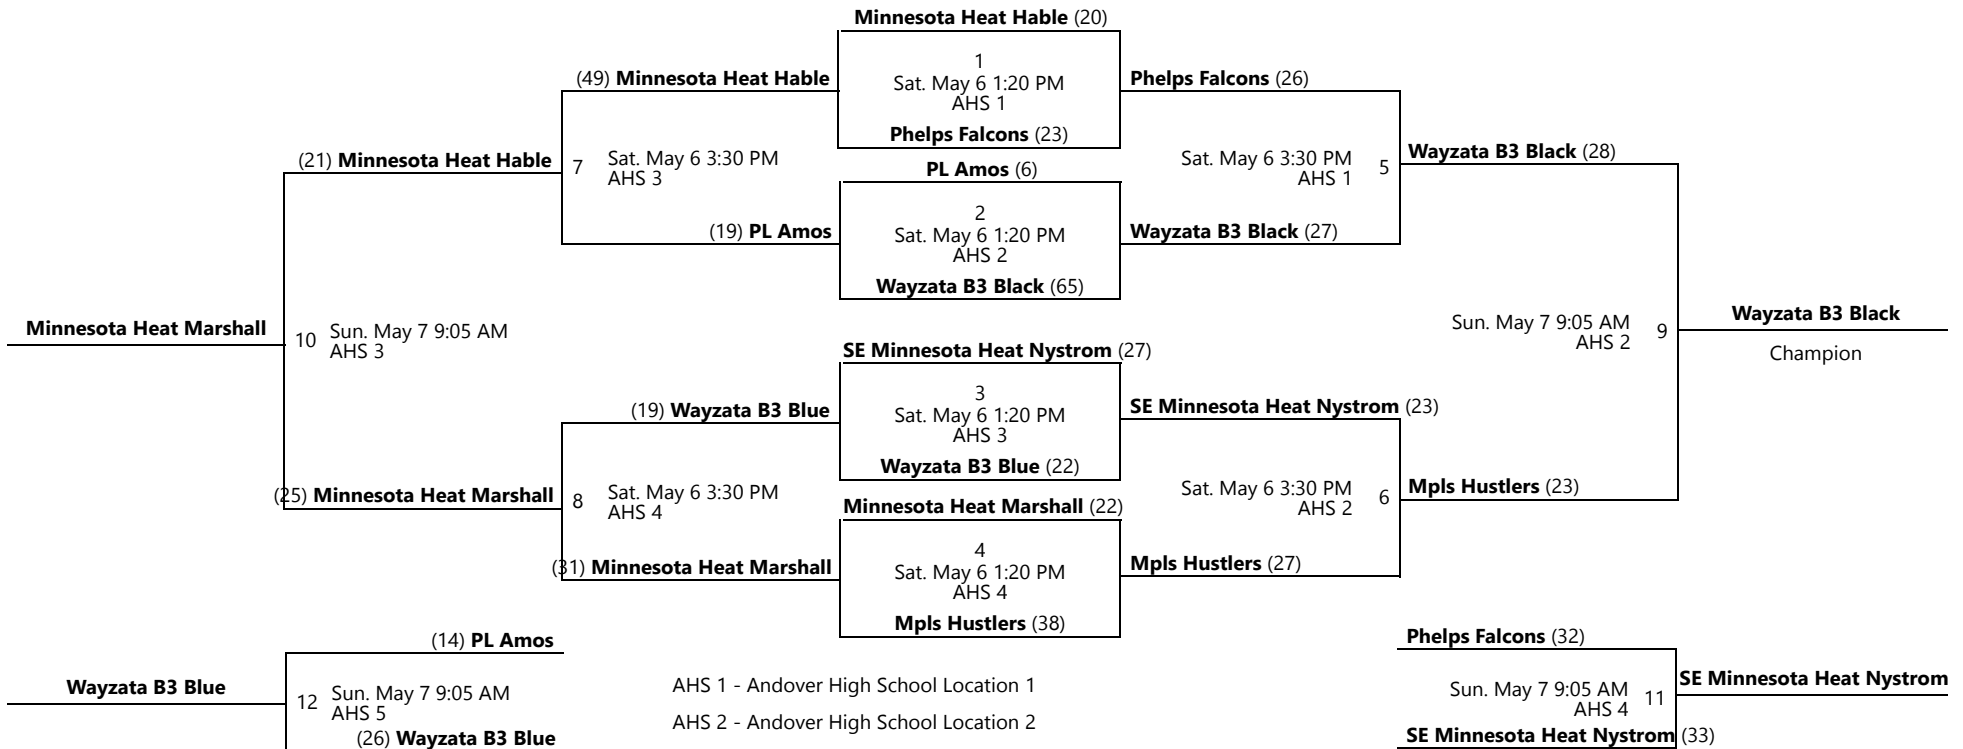 Minnesota Heat Hable (20)
(49) Minnesota Heat Hable
1
Sat. May 6 1:20 PM
AHS 1
Phelps Falcons (26)
Phelps Falcons (23)
(21) Minnesota Heat Hable
7
Sat. May 6 3:30 PM
AHS 3
PL Amos (6)
Sat. May 6 3:30 PM
AHS 1
5
Wayzata B3 Black (28)
(19) PL Amos
2
Sat. May 6 1:20 PM
AHS 2
Wayzata B3 Black (27)
Wayzata B3 Black (65)
Minnesota Heat Marshall
10
Sun. May 7 9:05 AM
AHS 3
Sun. May 7 9:05 AM
AHS 2
9
Wayzata B3 Black
Champion
SE Minnesota Heat Nystrom (27)
(19) Wayzata B3 Blue
3
Sat. May 6 1:20 PM
AHS 3
SE Minnesota Heat Nystrom (23)
Wayzata B3 Blue (22)
(25) Minnesota Heat Marshall
8
Sat. May 6 3:30 PM
AHS 4
Minnesota Heat Marshall (22)
Sat. May 6 3:30 PM
AHS 2
6
Mpls Hustlers (23)
(31) Minnesota Heat Marshall
4
Sat. May 6 1:20 PM
AHS 4
Mpls Hustlers (27)
Mpls Hustlers (38)
(14) PL Amos
Wayzata B3 Blue
12
Sun. May 7 9:05 AM
AHS 5
(26) Wayzata B3 Blue
AHS 1 - Andover High School Location 1
AHS 2 - Andover High School Location 2
Phelps Falcons (32)
Sun. May 7 9:05 AM
AHS 4
11
SE Minnesota Heat Nystrom
SE Minnesota Heat Nystrom (33)